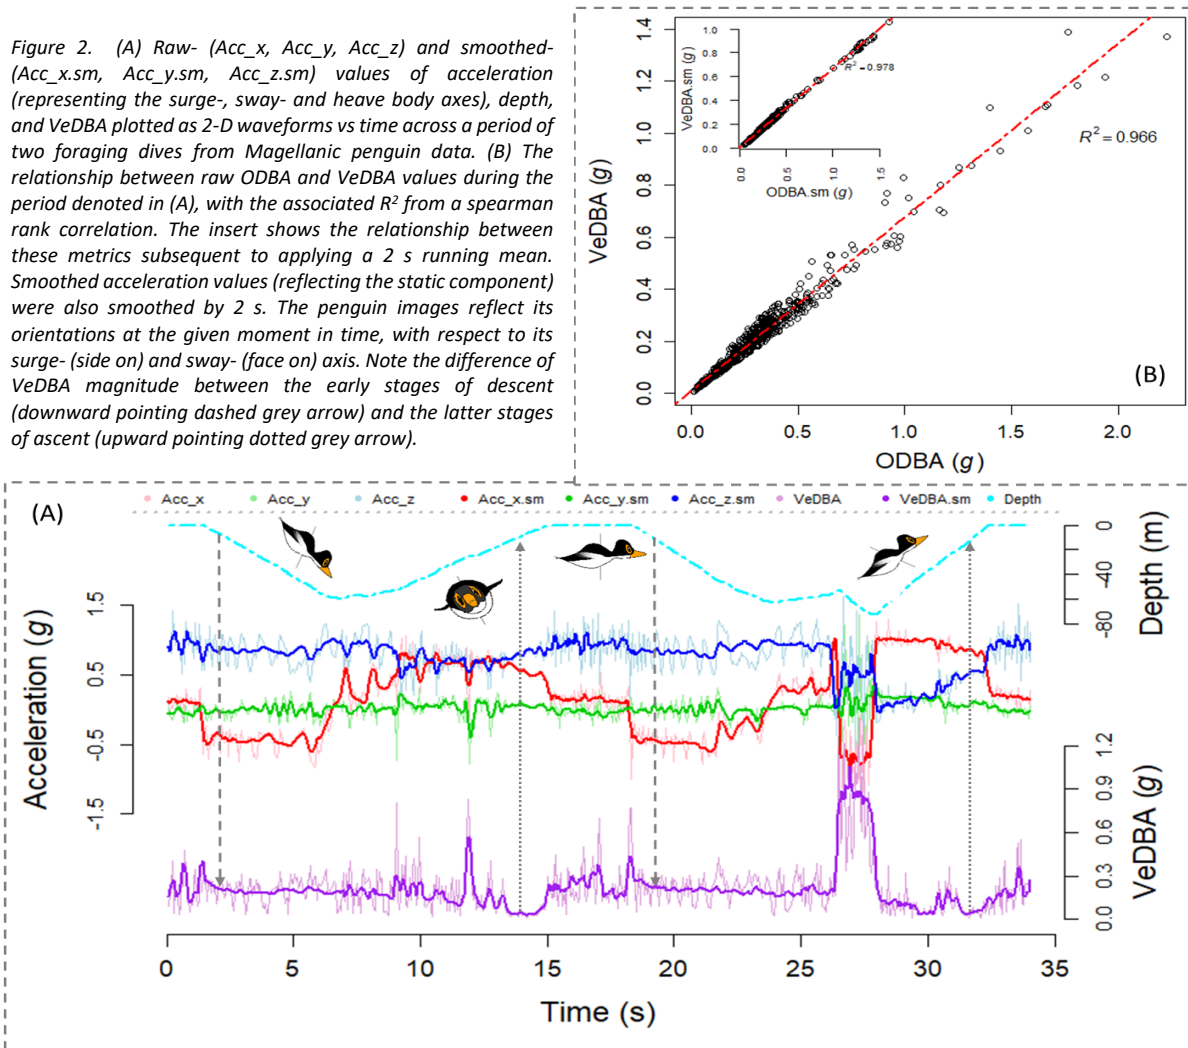 Figure 2. (A) Raw- (Acc_x, Acc_y, Acc_z) and smoothed-
(Acc_x.sm, Acc_y.sm, Acc_z.sm) values of acceleration
(representing the surge-, sway- and heave body axes), depth,
and VeDBA plotted as 2-D waveforms vs time across a period of
two foraging dives from Magellanic penguin data. (B) The
relationship between raw ODBA and VeDBA values during the
period denoted in (A), with the associated R² from a spearman
rank correlation. The insert shows the relationship between
these metrics subsequent to applying a 2 s running mean.
Smoothed acceleration values (reflecting the static component)
were also smoothed by 2 s. The penguin images reflect its
orientations at the given moment in time, with respect to its
surge- (side on) and sway- (face on) axis. Note the difference of
VeDBA magnitude between the early stages of descent
(downward pointing dashed grey arrow) and the latter stages
of ascent (upward pointing dotted grey arrow).
VeDBA (g)
0.0 0.2 0.4 0.6 0.8 1.0 1.2 1.4
VeDBA.sm (g)
0.0 0.2 0.4 0.6 0.8 1.0
R² = 0.978
0.0 0.5 1.0 1.5
ODBA.sm (g)
R² = 0.966
(B)
0.0 0.5 1.0 1.5 2.0
ODBA (g)
(A)
Acc_x Acc_y Acc_z Acc_x.sm Acc_y.sm Acc_z.sm VeDBA VeDBA.sm Depth
Acceleration (g)
-1.5 -0.5 0.5 1.5
Depth (m)
0 -40 -80
VeDBA (g)
0.0 0.3 0.6 0.9 1.2
0 5 10 15 20 25 30 35
Time (s)